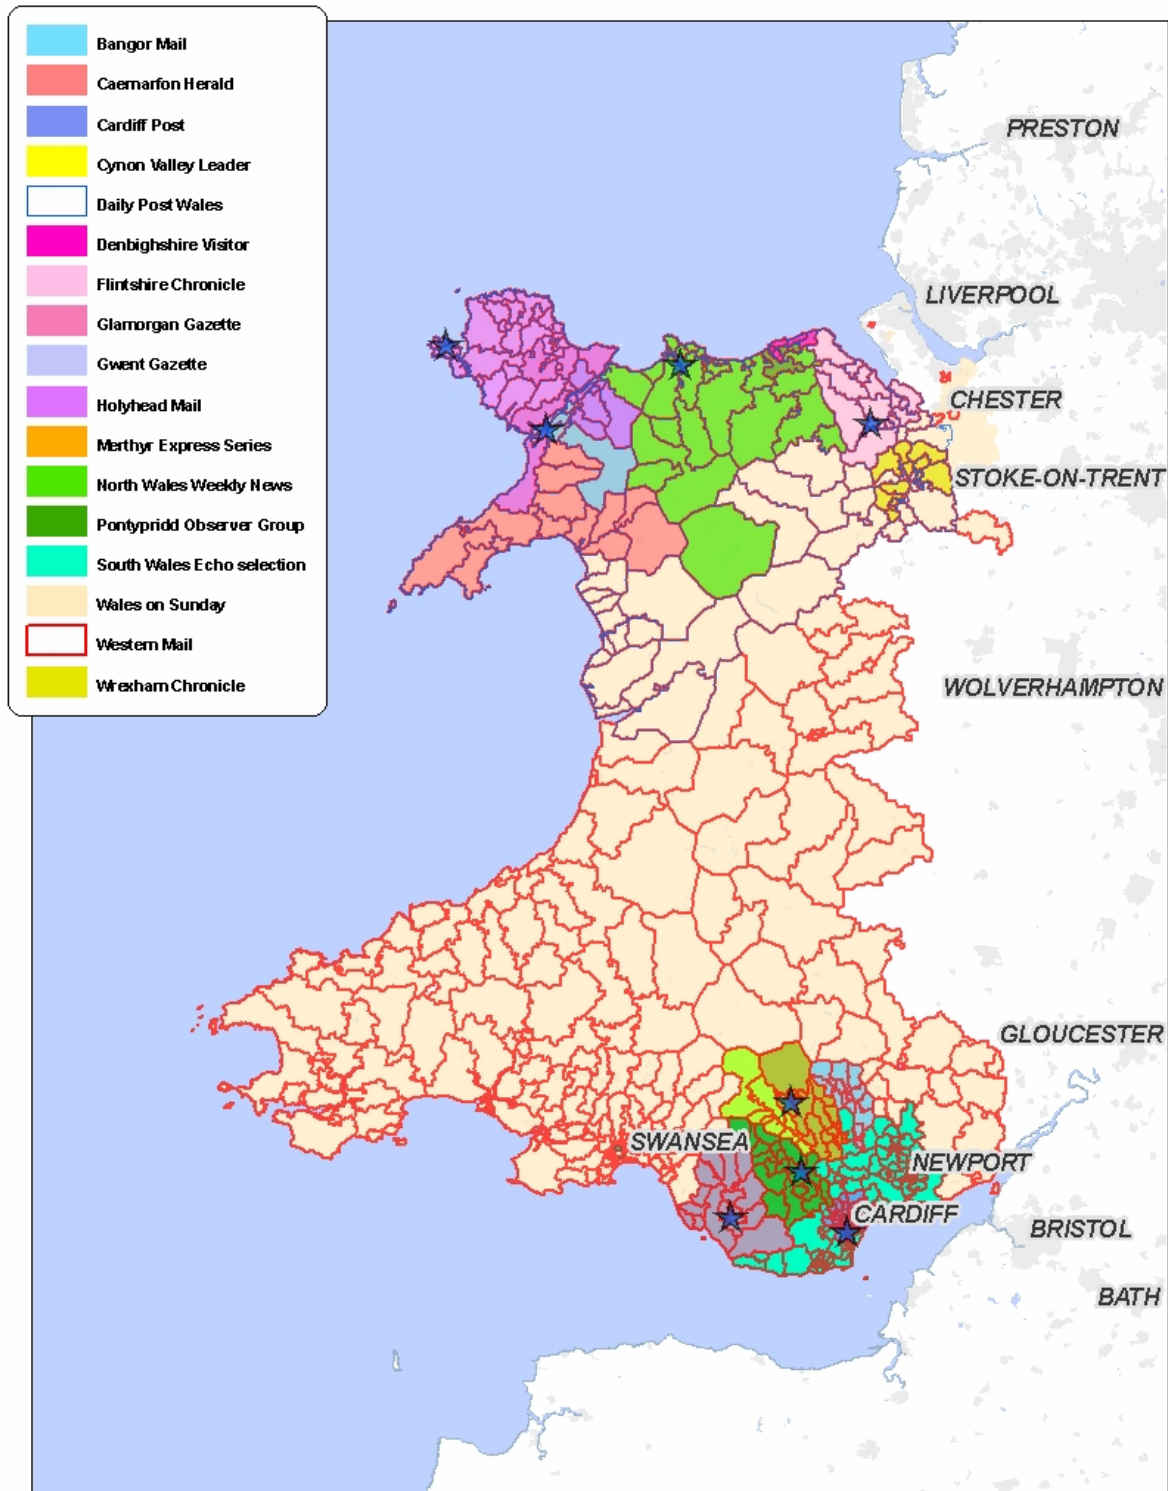 Bangor Mail
Caernarfon Herald
Cardiff Post
Cynon Valley Leader
Daily Post Wales
Denbighshire Visitor
Flintshire Chronicle
Glamorgan Gazette
Gwent Gazette
Holyhead Mail
Merthyr Express Series
North Wales Weekly News
Pontypridd Observer Group
South Wales Echo selection
Wales on Sunday
Western Mail
Wrexham Chronicle
PRESTON
LIVERPOOL
CHESTER
STOKE-ON-TRENT
WOLVERHAMPTON
GLOUCESTER
SWANSEA
NEWPORT
CARDIFF
BRISTOL
BATH